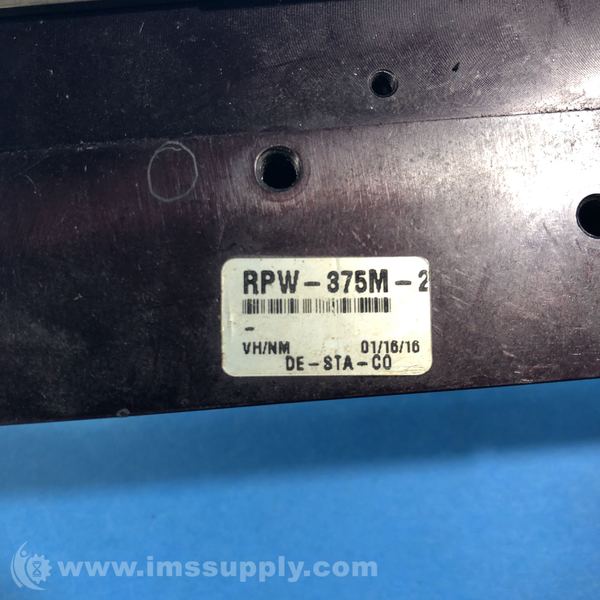 RPW-375M-2
-
VH/NM 01/16/16
DE-STA-CO
www.imssupply.com